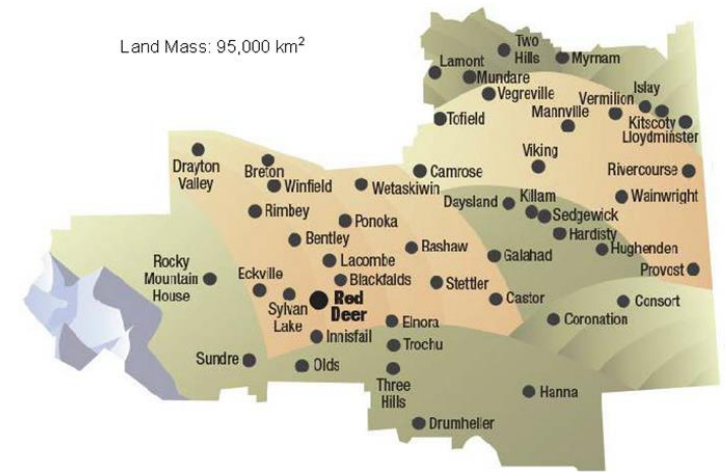 Land Mass: 95,000 km²
Two
Hills
Myrnam
Lamont
Mundare
Vegreville
Vermilion
Islay
Mannville
Kitscoty
Lloydminster
Tofield
Viking
Drayton
Valley
Breton
Winfield
Wetaskiwin
Camrose
Rivercourse
Wainwright
Daysland
Killam
Sedgewick
Hardisty
Hughenden
Rimbey
Ponoka
Bentley
Bashaw
Galahad
Provost
Rocky
Mountain
House
Eckville
Lacombe
Blackfalds
Stettler
Castor
Consort
Sylvan
Lake
Red
Deer
Coronation
Innisfail
Elnora
Trochu
Sundre
Olds
Three
Hills
Hanna
Drumheller